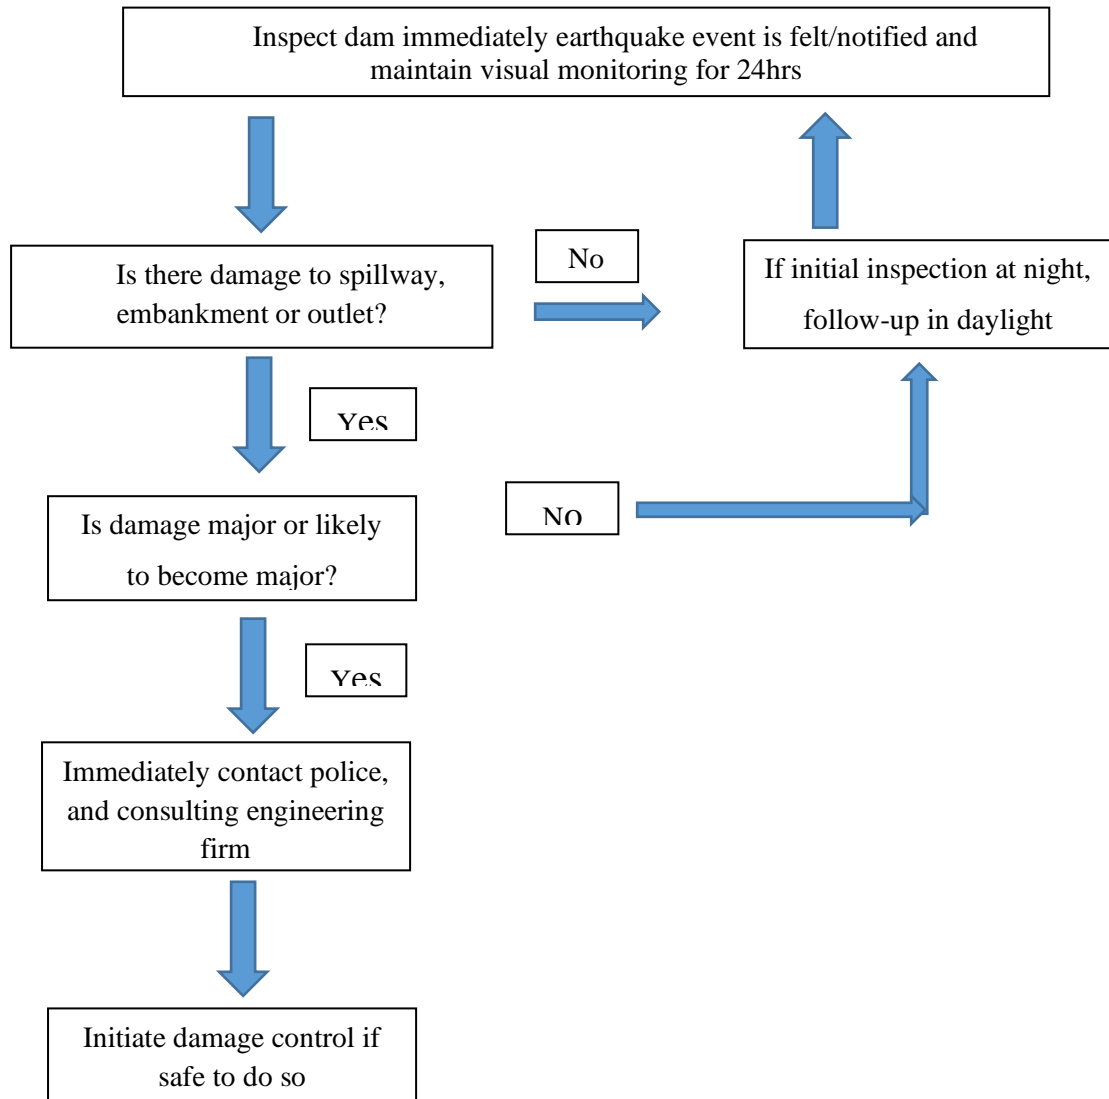 Inspect dam immediately earthquake event is felt/notified and
maintain visual monitoring for 24hrs
Is there damage to spillway,
embankment or outlet?
No
If initial inspection at night,
follow-up in daylight
Yes
Is damage major or likely
to become major?
No
Yes
Immediately contact police,
and consulting engineering
firm
Initiate damage control if
safe to do so